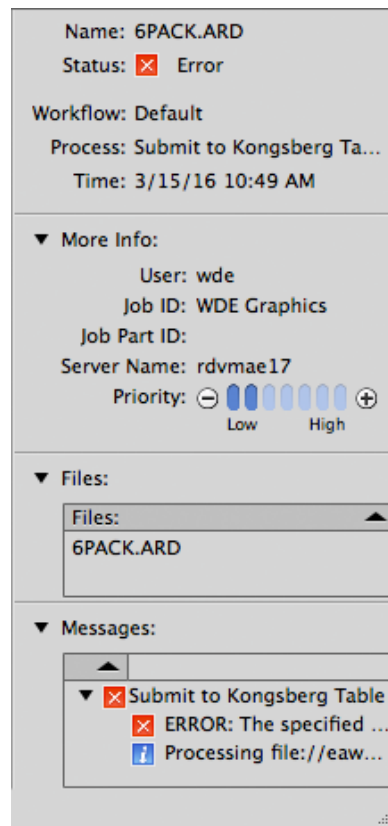 Name: 6PACK.ARD
Status: Error
Workflow: Default
Process: Submit to Kongsberg Ta...
Time: 3/15/16 10:49 AM
More Info:
User: wde
Job ID: WDE Graphics
Job Part ID:
Server Name: rdvmae17
Priority:
Low High
Files:
Files:
6PACK.ARD
Messages:
Submit to Kongsberg Table
ERROR: The specified ...
Processing file://eaw...